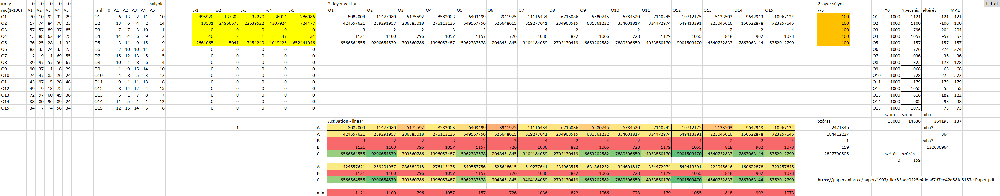 irány 0 0 0 0 0 súlyok 2. layer vektor 2 layer súlyok Futtat
rnd(1-100) A1 A2 A3 A4 A5 rank = 0 A1 A2 A3 A4 A5 w1 w2 w3 w4 w5 O1 O2 O3 O4 O5 O6 O7 O8 O9 O10 O11 O12 O13 O14 O15 w6 Y0 Ybecslés eltérés MAE
O1 70 10 93 33 29 O1 6 13 2 11 10 495920 137303 32270 36014 286086 8082004 11477080 5175592 8582003 6403499 3941975 11116434 6715086 5580745 6784520 7140245 10712175 5133503 9642943 10967124 100 O1 1000 1121 -121 121
O2 17 74 84 78 23 O2 13 6 4 2 14 13531 24966573 22639522 4307924 724477 424557621 259291957 286583018 276113135 549567756 525648615 619277641 234963515 631861232 334601817 334472974 649413391 223045616 160622878 723257645 100 O2 1000 1100 -100 100
O3 57 57 89 37 85 O3 7 7 3 10 1 0 0 0 0 0 3 2 2 3 3 3 4 2 4 2 3 4 2 2 4 100 O3 1000 796 204 204
O4 13 88 62 44 75 O4 14 4 6 9 2 40 2 1 47 34 1121 1100 796 1057 1157 726 1036 822 1066 728 1179 1055 818 902 1073 100 O4 1000 1057 -57 57
O5 76 25 28 1 33 O5 3 11 9 15 9 2661065 5041 7454249 1019425 652441046 6566564555 9200654579 703660786 1396057487 5962387678 2048451845 3404184059 2702130419 6653202582 7880306659 4033850170 9901503470 4640732833 7867063144 5362012799 100 O5 1000 1157 -157 157
O6 82 33 24 33 73 O6 2 10 10 11 3 0 0 0 0 0 O6 1000 726 274 274
O7 12 19 11 69 55 O7 15 12 13 5 5 0 0 0 0 0 O7 1000 1036 -36 36
O8 39 97 57 56 67 O8 10 1 8 6 4 0 0 0 0 0 O8 1000 822 178 178
O9 90 37 1 6 29 O9 1 9 15 14 10 0 0 0 0 0 O9 1000 1066 -66 66
O10 74 47 82 76 24 O10 4 8 5 3 12 0 0 0 0 0 O10 1000 728 272 272
O11 43 97 15 28 46 O11 9 1 11 13 6 0 0 0 0 0 O11 1000 1179 -179 179
O12 49 9 13 72 7 O12 8 14 12 4 15 0 0 0 0 0 O12 1000 1055 -55 55
O13 72 97 60 49 38 O13 5 1 7 8 7 0 0 0 0 0 O13 1000 818 182 182
O14 38 80 96 89 24 O14 11 5 1 1 12 0 0 0 0 0 O14 1000 902 98 98
O15 34 7 4 56 34 O15 12 15 14 6 8 0 0 0 0 0 O15 1000 1073 -73 73
szum szum hiba
Activation - linear Szórás 15000 14636 364193 137
-1 A 8082004 11477080 5175592 8582003 6403499 3941975 11116434 6715086 5580745 6784520 7140245 10712175 5133503 9642943 10967124 2471346 hiba2
A 424557621 259291957 286583018 276113135 549567756 525648615 619277641 234963515 631861232 334601817 334472974 649413391 223045616 160622878 723257645 184412237 364
B 3 2 2 3 3 3 4 2 4 2 3 4 2 2 4 1 hiba3
B 1121 1100 796 1057 1157 726 1036 822 1066 728 1179 1055 818 902 1073 159 132636964
C 6566564555 9200654579 703660786 1396057487 5962387678 2048451845 3404184059 2702130419 6653202582 7880306659 4033850170 9901503470 4640732833 7867063144 5362012799 2837790505 szórás szórás
0 159
A 424557621 259291957 286583018 276113135 549567756 525648615 619277641 234963515 631861232 334601817 334472974 649413391 223045616 160622878 723257645
B 1121 1100 796 1057 1157 726 1036 822 1066 728 1179 1055 818 902 1073
C 6566564555 9200654579 703660786 1396057487 5962387678 2048451845 3404184059 2702130419 6653202582 7880306659 4033850170 9901503470 4640732833 7867063144 5362012799 https://papers.nips.cc/paper/1997/file/83adc9225e4deb67d7ce42d58fe5157c-Paper.pdf
min 1121 1100 796 1057 1157 726 1036 822 1066 728 1179 1055 818 902 1073